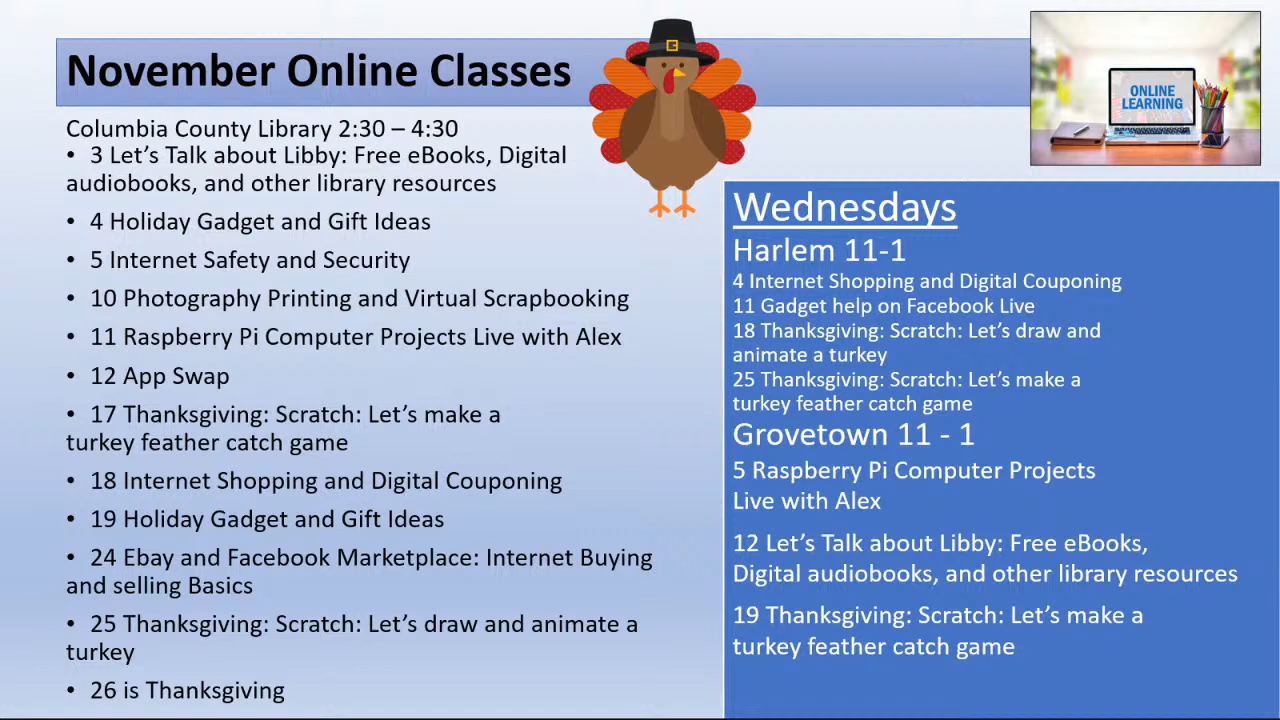 November Online Classes
ONLINE
LEARNING
Columbia County Library 2:30 – 4:30
• 3 Let's Talk about Libby: Free eBooks, Digital
audiobooks, and other library resources
• 4 Holiday Gadget and Gift Ideas
• 5 Internet Safety and Security
• 10 Photography Printing and Virtual Scrapbooking
• 11 Raspberry Pi Computer Projects Live with Alex
• 12 App Swap
• 17 Thanksgiving: Scratch: Let's make a
turkey feather catch game
• 18 Internet Shopping and Digital Couponing
• 19 Holiday Gadget and Gift Ideas
• 24 Ebay and Facebook Marketplace: Internet Buying
and selling Basics
• 25 Thanksgiving: Scratch: Let's draw and animate a
turkey
• 26 is Thanksgiving
Wednesdays
Harlem 11-1
4 Internet Shopping and Digital Couponing
11 Gadget help on Facebook Live
18 Thanksgiving: Scratch: Let's draw and
animate a turkey
25 Thanksgiving: Scratch: Let's make a
turkey feather catch game
Grovetown 11 - 1
5 Raspberry Pi Computer Projects
Live with Alex
12 Let's Talk about Libby: Free eBooks,
Digital audiobooks, and other library resources
19 Thanksgiving: Scratch: Let's make a
turkey feather catch game